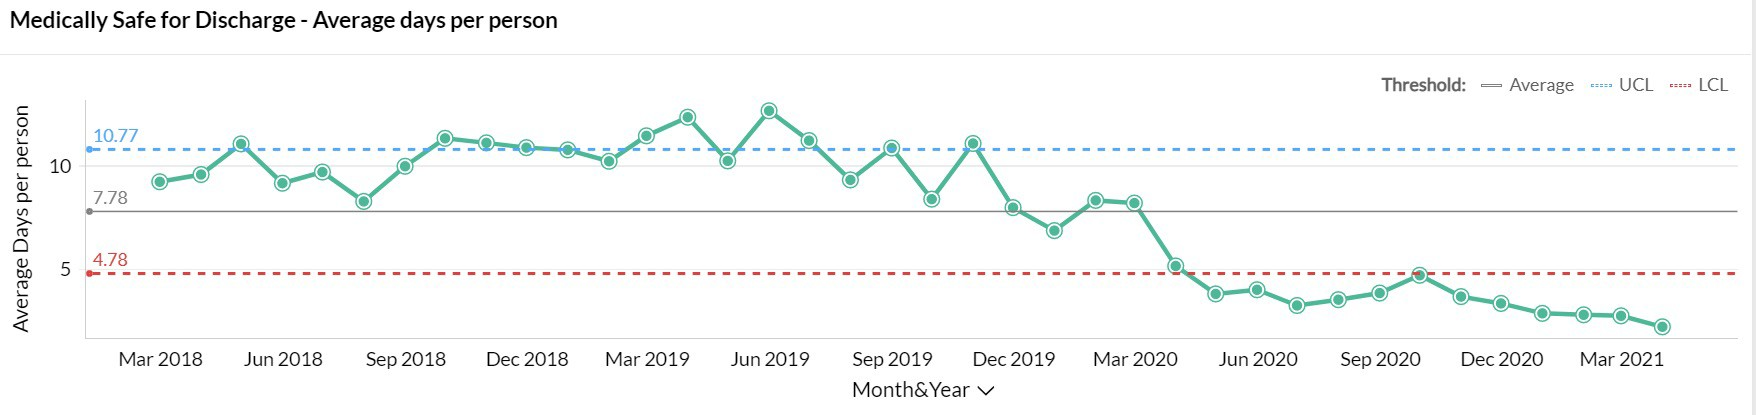 Medically Safe for Discharge - Average days per person
Threshold: Average UCL LCL
Average Days per person
10.77
10
7.78
4.78
5
Mar 2018 Jun 2018 Sep 2018 Dec 2018 Mar 2019 Jun 2019 Sep 2019 Dec 2019 Mar 2020 Jun 2020 Sep 2020 Dec 2020 Mar 2021
Month&Year